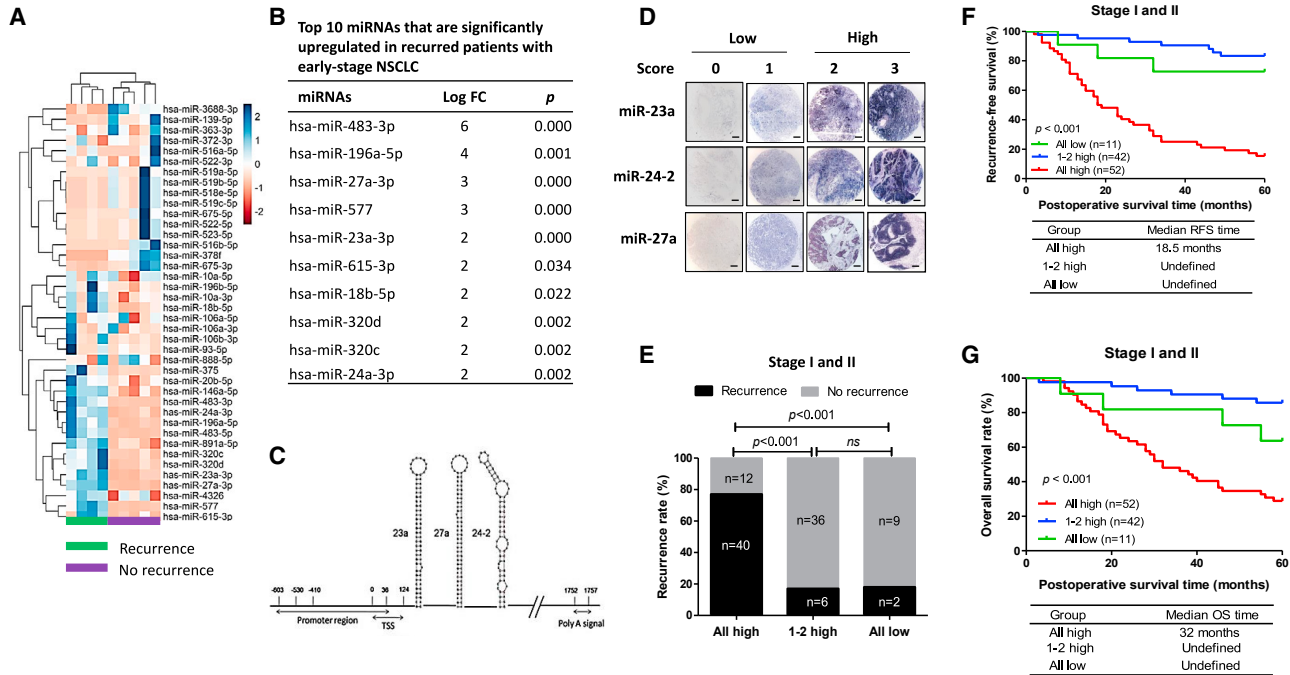 A
hsa-miR-3688-3p
hsa-miR-139-5p
hsa-miR-363-3p
hsa-miR-372-3p
hsa-miR-516a-5p
hsa-miR-522-3p
hsa-miR-519a-5p
hsa-miR-519b-5p
hsa-miR-518e-5p
hsa-miR-519c-5p
hsa-miR-675-5p
hsa-miR-522-5p
hsa-miR-523-5p
hsa-miR-516b-5p
hsa-miR-378f
hsa-miR-675-3p
hsa-miR-10a-5p
hsa-miR-196b-5p
hsa-miR-10a-3p
hsa-miR-18b-5p
hsa-miR-106a-5p
hsa-miR-106a-3p
hsa-miR-106b-3p
hsa-miR-93-5p
hsa-miR-888-5p
hsa-miR-375
hsa-miR-20b-5p
hsa-miR-146a-5p
hsa-miR-483-3p
hsa-miR-24a-3p
hsa-miR-196a-5p
hsa-miR-483-5p
hsa-miR-891a-5p
hsa-miR-320c
hsa-miR-320d
hsa-miR-23a-3p
hsa-miR-27a-3p
has-miR-4326
hsa-miR-577
hsa-miR-615-3p
2
1
0
-1
-2
Recurrence
No recurrence
B
Top 10 miRNAs that are significantly
upregulated in recurred patients with
early-stage NSCLC
miRNAs Log FC p
hsa-miR-483-3p 6 0.000
hsa-miR-196a-5p 4 0.001
hsa-miR-27a-3p 3 0.000
hsa-miR-577 3 0.000
hsa-miR-23a-3p 2 0.000
hsa-miR-615-3p 2 0.034
hsa-miR-18b-5p 2 0.022
hsa-miR-320d 2 0.002
hsa-miR-320c 2 0.002
hsa-miR-24a-3p 2 0.002
C
23a 27a 24-2
-603 -530 -410 0 36 124 1752 1757
Promoter region TSS Poly A signal
D
Low High
Score 0 1 2 3
miR-23a
miR-24-2
miR-27a
E
Stage I and II
Recurrence No recurrence
p<0.001
p<0.001 ns
Recurrence rate (%)
100
80
60
40
20
0
n=12
n=40
n=36
n=6
n=9
n=2
All high 1-2 high All low
F
Stage I and II
Recurrence-free survival (%)
100
80
60
40
20
0
p < 0.001
All low (n=11)
1-2 high (n=42)
All high (n=52)
0 20 40 60
Postoperative survival time (months)
Group Median RFS time
All high 18.5 months
1-2 high Undefined
All low Undefined
G
Stage I and II
Overall survival rate (%)
100
80
60
40
20
0
p < 0.001
All high (n=52)
1-2 high (n=42)
All low (n=11)
0 20 40 60
Postoperative survival time (months)
Group Median OS time
All high 32 months
1-2 high Undefined
All low Undefined